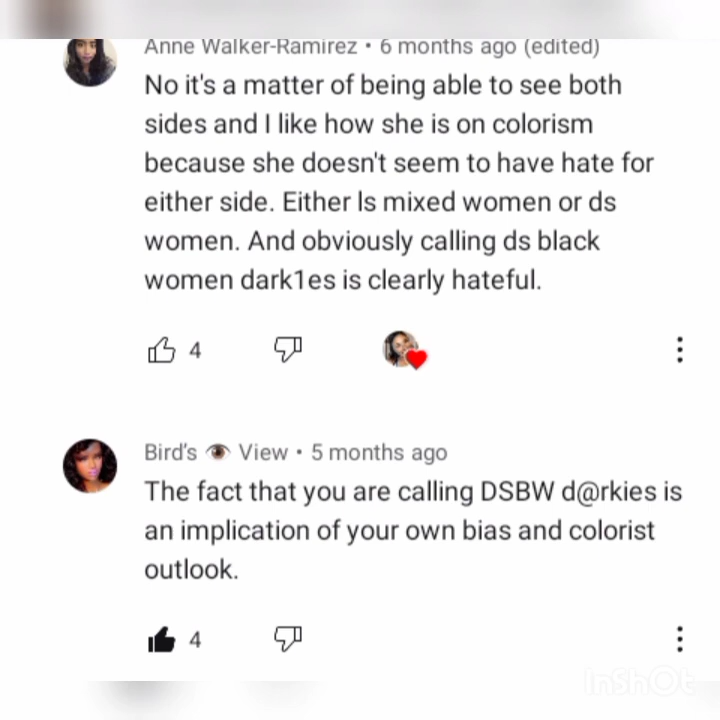 Anne Walker-Ramirez • 6 months ago (edited)
No it's a matter of being able to see both
sides and I like how she is on colorism
because she doesn't seem to have hate for
either side. Either ls mixed women or ds
women. And obviously calling ds black
women dark1es is clearly hateful.
4
Bird's 👁 View • 5 months ago
The fact that you are calling DSBW d@rkies is
an implication of your own bias and colorist
outlook.
4
InShOt